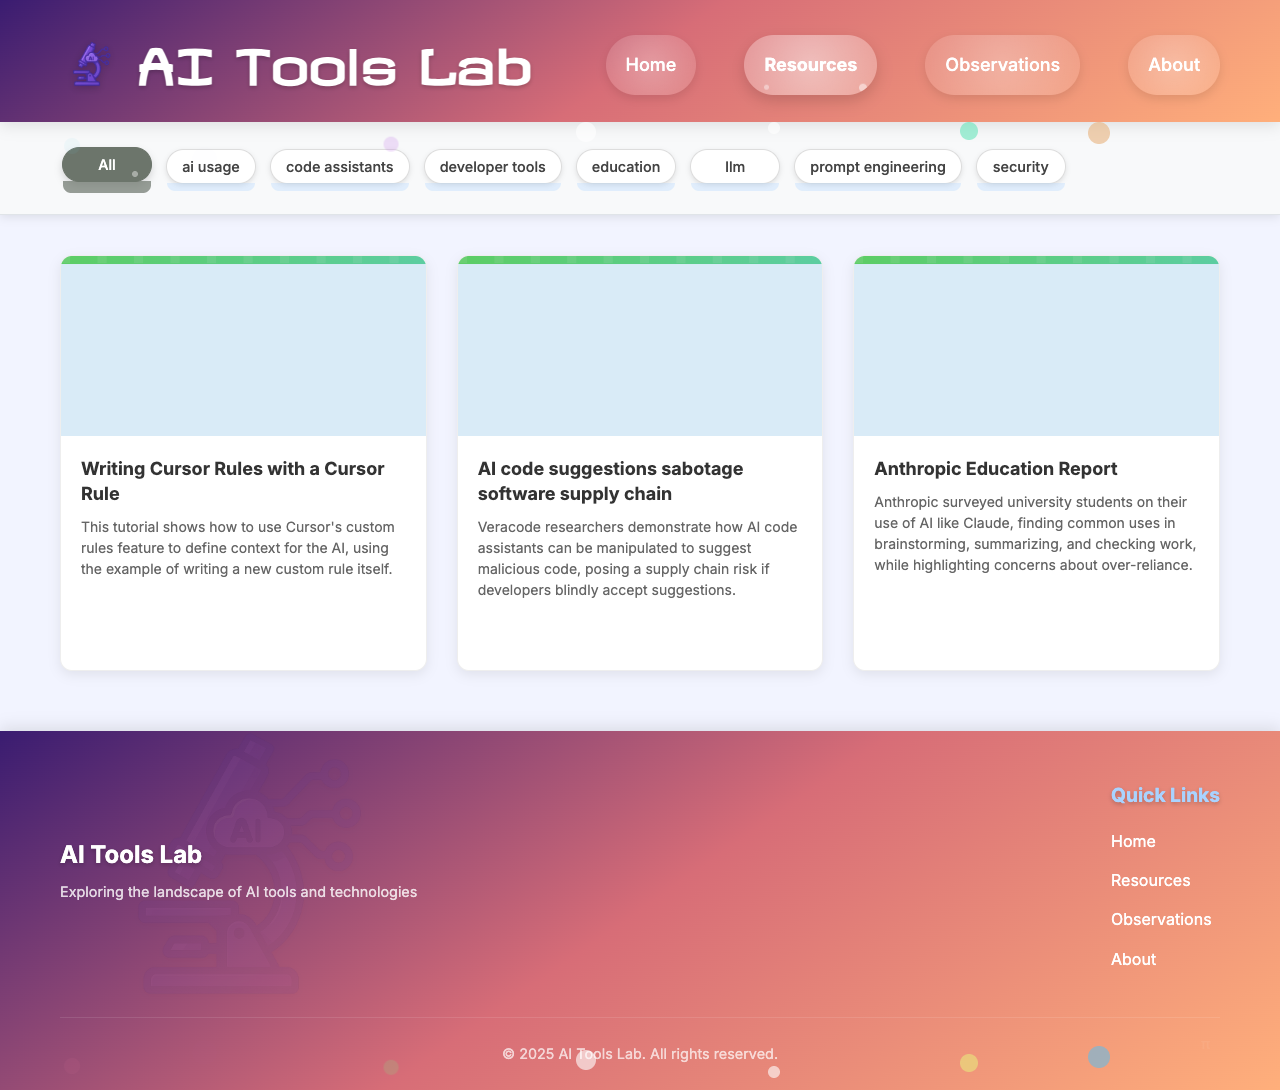 AI Tools Lab
Home
Resources
Observations
About
All
ai usage
code assistants
developer tools
education
llm
prompt engineering
security
Writing Cursor Rules with a Cursor
Rule
This tutorial shows how to use Cursor's custom
rules feature to define context for the AI, using
the example of writing a new custom rule itself.
AI code suggestions sabotage
software supply chain
Veracode researchers demonstrate how AI code
assistants can be manipulated to suggest
malicious code, posing a supply chain risk if
developers blindly accept suggestions.
Anthropic Education Report
Anthropic surveyed university students on their
use of AI like Claude, finding common uses in
brainstorming, summarizing, and checking work,
while highlighting concerns about over-reliance.
AI
AI Tools Lab
Exploring the landscape of AI tools and technologies
Quick Links
Home
Resources
Observations
About
© 2025 AI Tools Lab. All rights reserved.